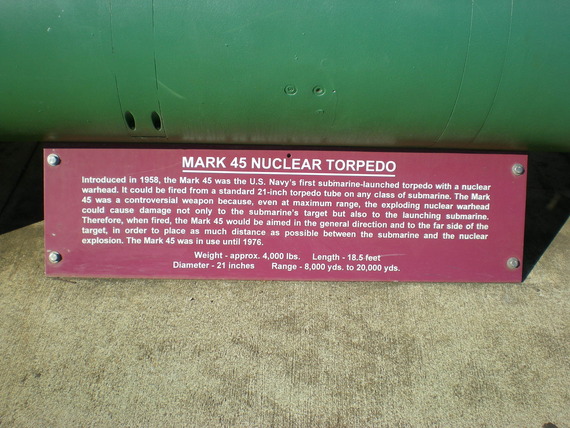 MARK 45 NUCLEAR TORPEDO
Introduced in 1958, the Mark 45 was the U.S. Navy's first submarine-launched torpedo with a nuclear
warhead. It could be fired from a standard 21-inch torpedo tube on any class of submarine. The Mark
45 was a controversial weapon because, even at maximum range, the exploding nuclear warhead
could cause damage not only to the submarine's target but also to the launching submarine.
Therefore, when fired, the Mark 45 would be aimed in the general direction and to the far side of the
target, in order to place as much distance as possible between the submarine and the nuclear
explosion. The Mark 45 was in use until 1976.
Weight - approx. 4,000 lbs. Length - 18.5 feet
Diameter - 21 inches Range - 8,000 yds. to 20,000 yds.